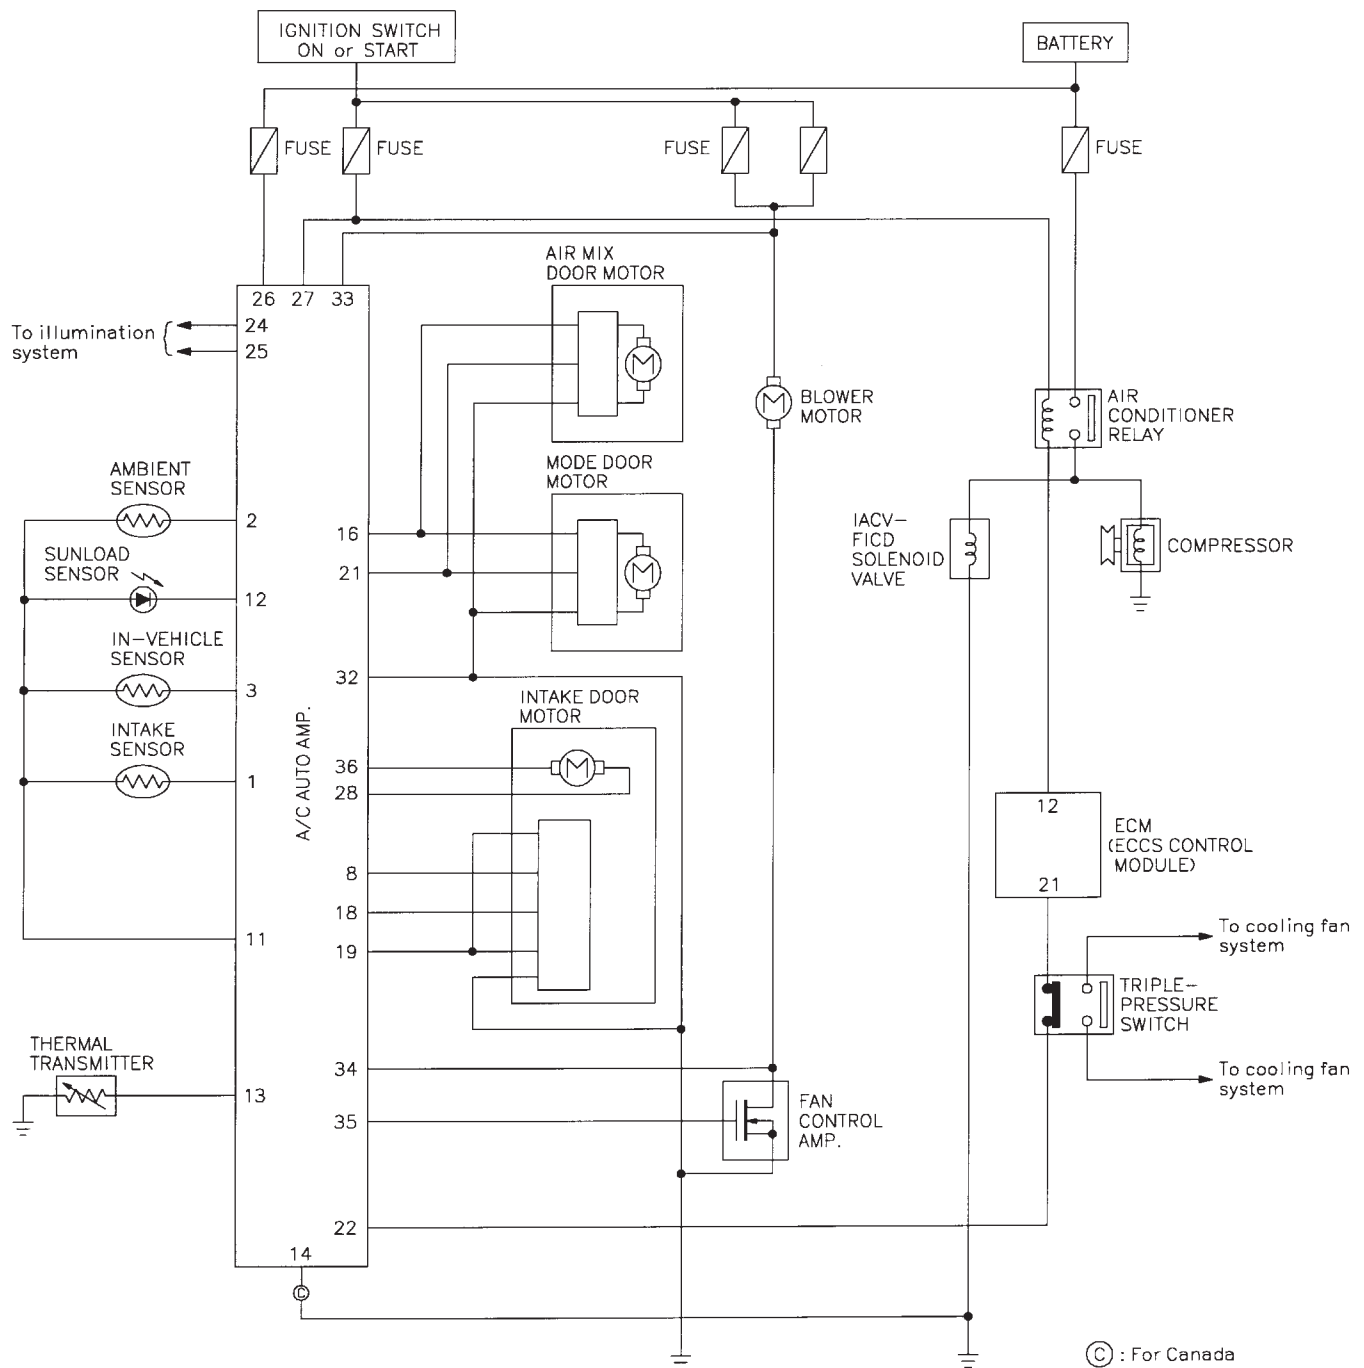 IGNITION SWITCH
ON or START
BATTERY
FUSE
FUSE
FUSE
FUSE
AIR MIX
DOOR MOTOR
26
27
33
24
25
To illumination
system
BLOWER
MOTOR
AIR
CONDITIONER
RELAY
AMBIENT
SENSOR
2
MODE DOOR
MOTOR
16
21
IACV-
FICD
SOLENOID
VALVE
COMPRESSOR
SUNLOAD
SENSOR
12
IN-VEHICLE
SENSOR
3
32
INTAKE DOOR
MOTOR
INTAKE
SENSOR
1
A/C AUTO AMP.
36
28
M
M
M
M
8
18
19
11
12
ECM
(ECCS CONTROL
MODULE)
21
To cooling fan
system
TRIPLE-
PRESSURE
SWITCH
To cooling fan
system
THERMAL
TRANSMITTER
13
34
35
FAN
CONTROL
AMP.
22
14
C
C : For Canada